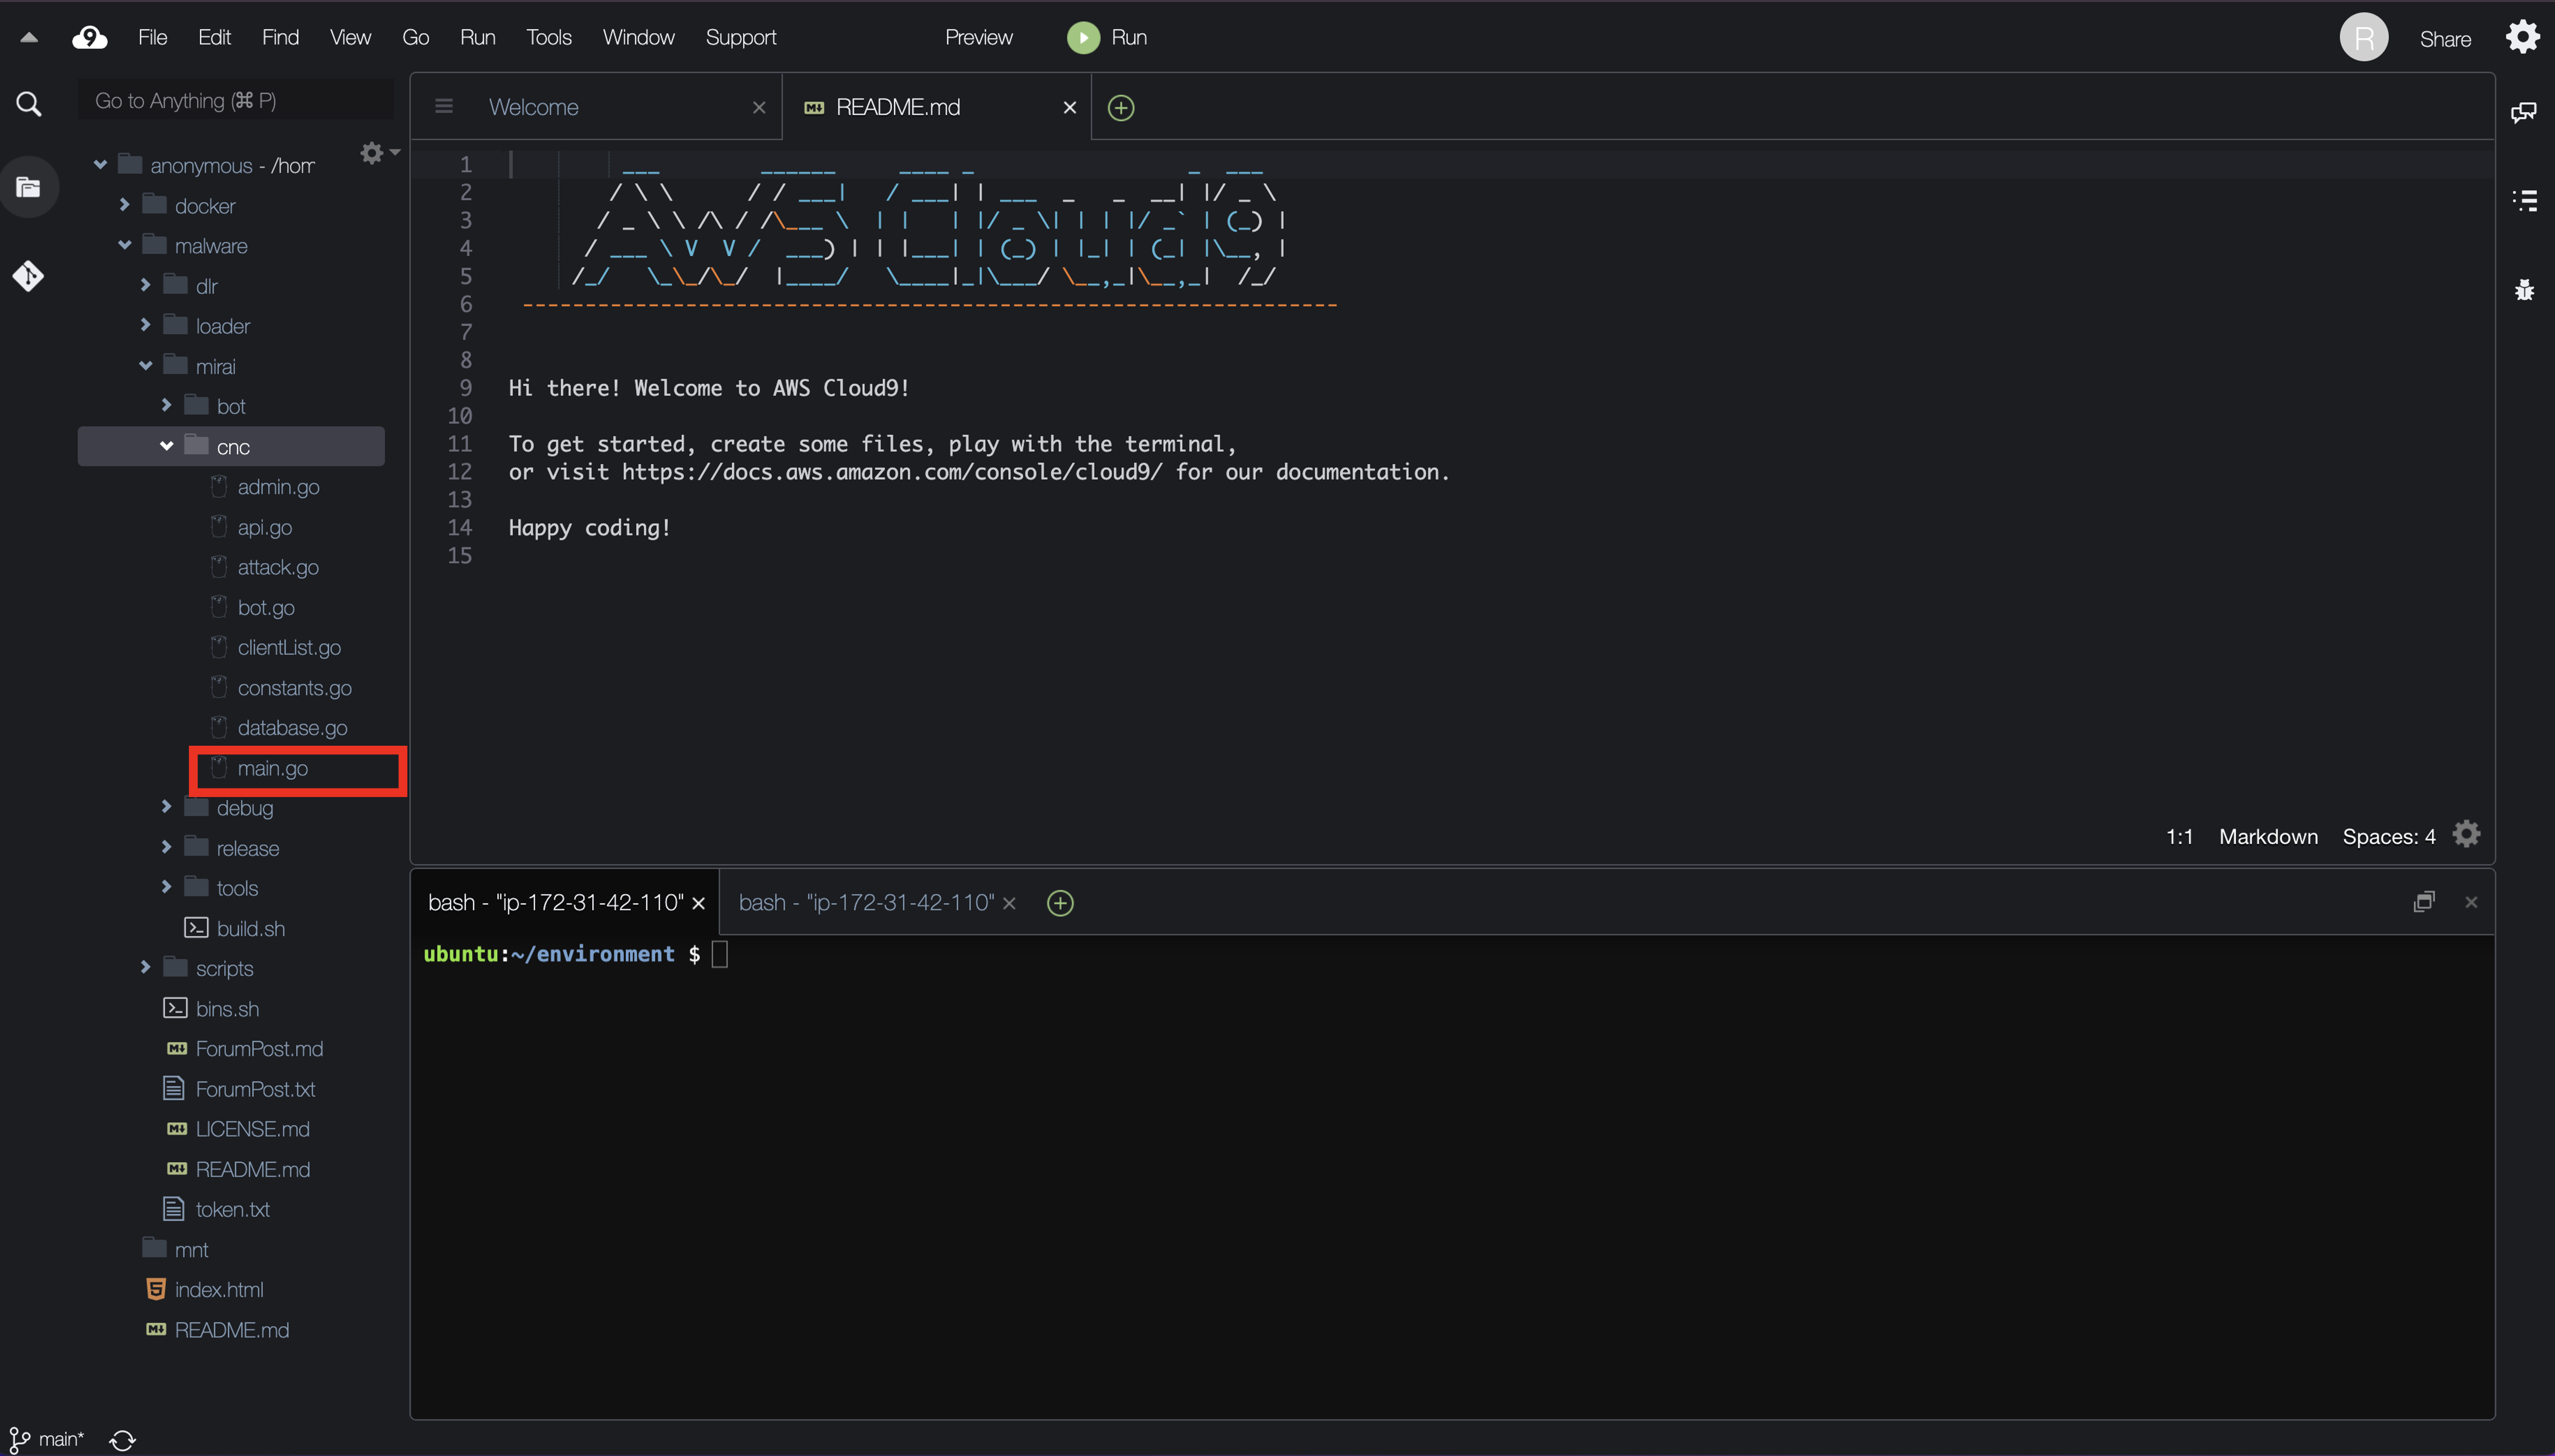 9 File Edit Find View Go Run Tools Window Support Preview Run R Share
Go to Anything (⌘ P)
Welcome README.md
anonymous - /hom
docker
malware
dlr
loader
mirai
bot
cnc
admin.go
api.go
attack.go
bot.go
clientList.go
constants.go
database.go
main.go
debug
release
tools
build.sh
scripts
bins.sh
ForumPost.md
ForumPost.txt
LICENSE.md
README.md
token.txt
mnt
index.html
README.md
main*
1
2
3
4
5
6
7
8
9 Hi there! Welcome to AWS Cloud9!
10
11 To get started, create some files, play with the terminal,
12 or visit https://docs.aws.amazon.com/console/cloud9/ for our documentation.
13
14 Happy coding!
15
AWS Cloud9
1:1 Markdown Spaces: 4
bash - "ip-172-31-42-110" bash - "ip-172-31-42-110"
ubuntu:~/environment $